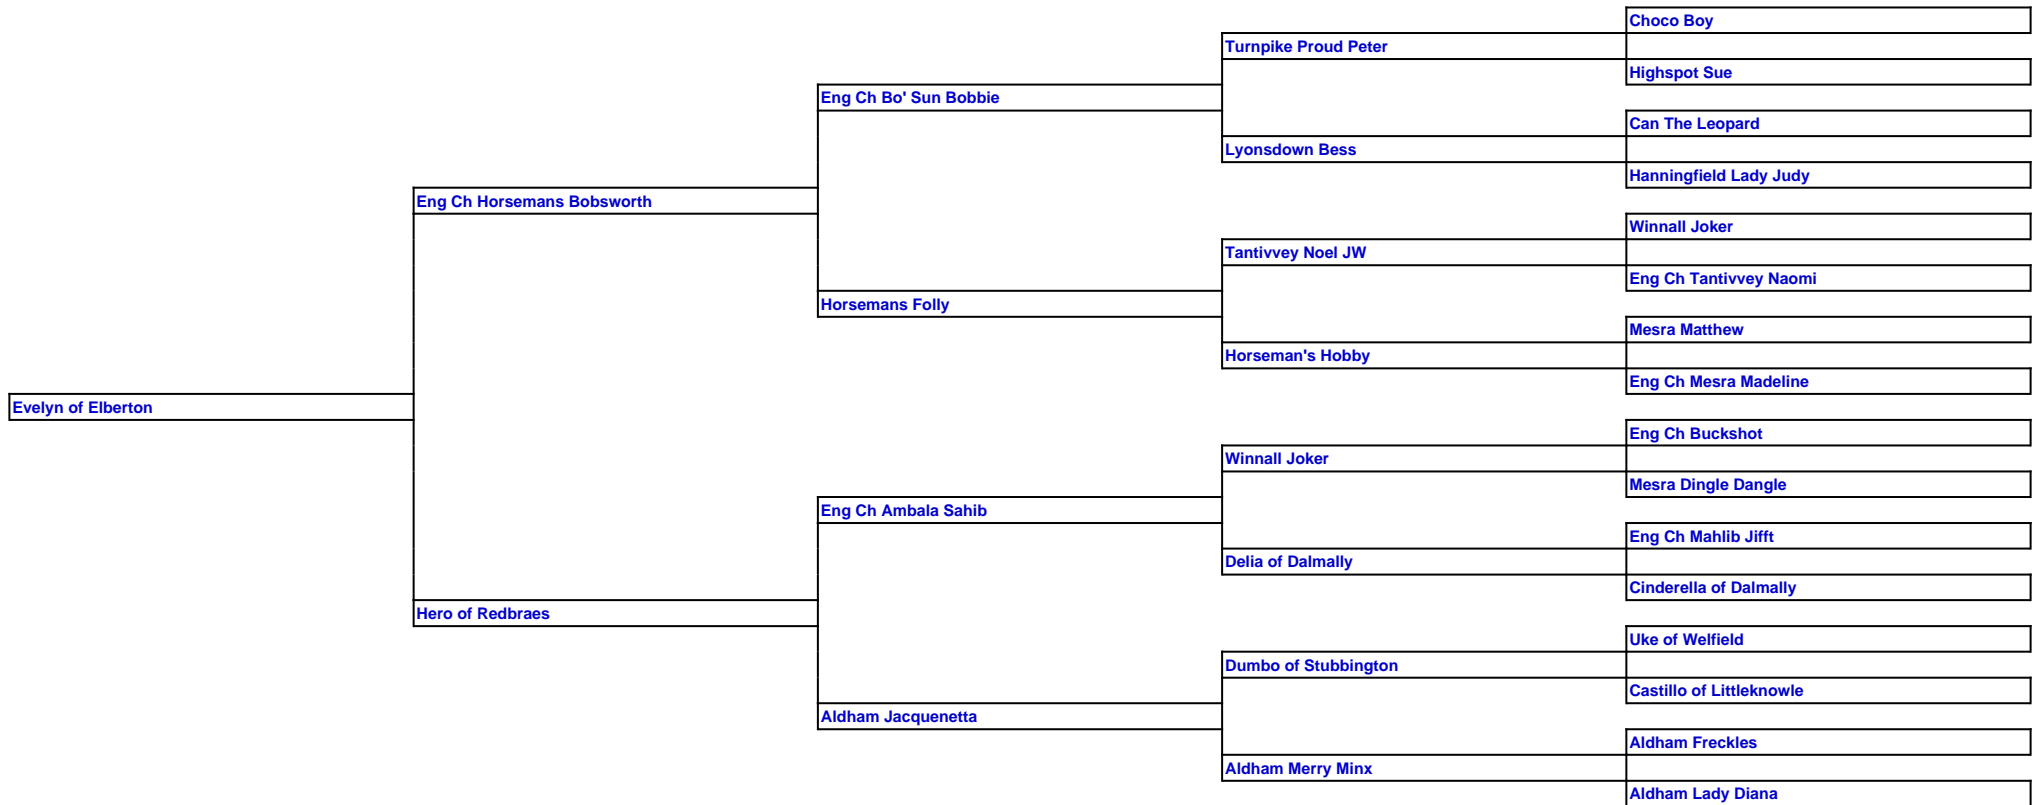 Choco Boy
Turnpike Proud Peter
Highspot Sue
Eng Ch Bo' Sun Bobbie
Can The Leopard
Lyonsdown Bess
Hanningfield Lady Judy
Eng Ch Horsemans Bobsworth
Winnall Joker
Tantivvey Noel JW
Eng Ch Tantivvey Naomi
Horsemans Folly
Mesra Matthew
Horseman's Hobby
Eng Ch Mesra Madeline
Evelyn of Elberton
Eng Ch Buckshot
Winnall Joker
Mesra Dingle Dangle
Eng Ch Ambala Sahib
Eng Ch Mahlib Jifft
Delia of Dalmally
Cinderella of Dalmally
Hero of Redbraes
Uke of Welfield
Dumbo of Stubbington
Castillo of Littleknowle
Aldham Jacquenetta
Aldham Freckles
Aldham Merry Minx
Aldham Lady Diana